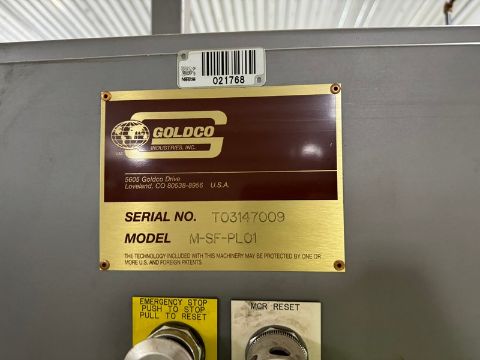 021768
GOLDCO
INDUSTRIES, INC.
5605 Goldco Drive
Loveland, CO 80538-8955 U.S.A.
SERIAL NO. T03147009
MODEL M-SF-PL01
THE TECHNOLOGY INCLUDED WITH THIS MACHINERY MAY BE PROTECTED BY ONE OR
MORE U.S. AND FOREIGN PATENTS
EMERGENCY STOP
PUSH TO STOP
PULL TO RESET
MCR RESET